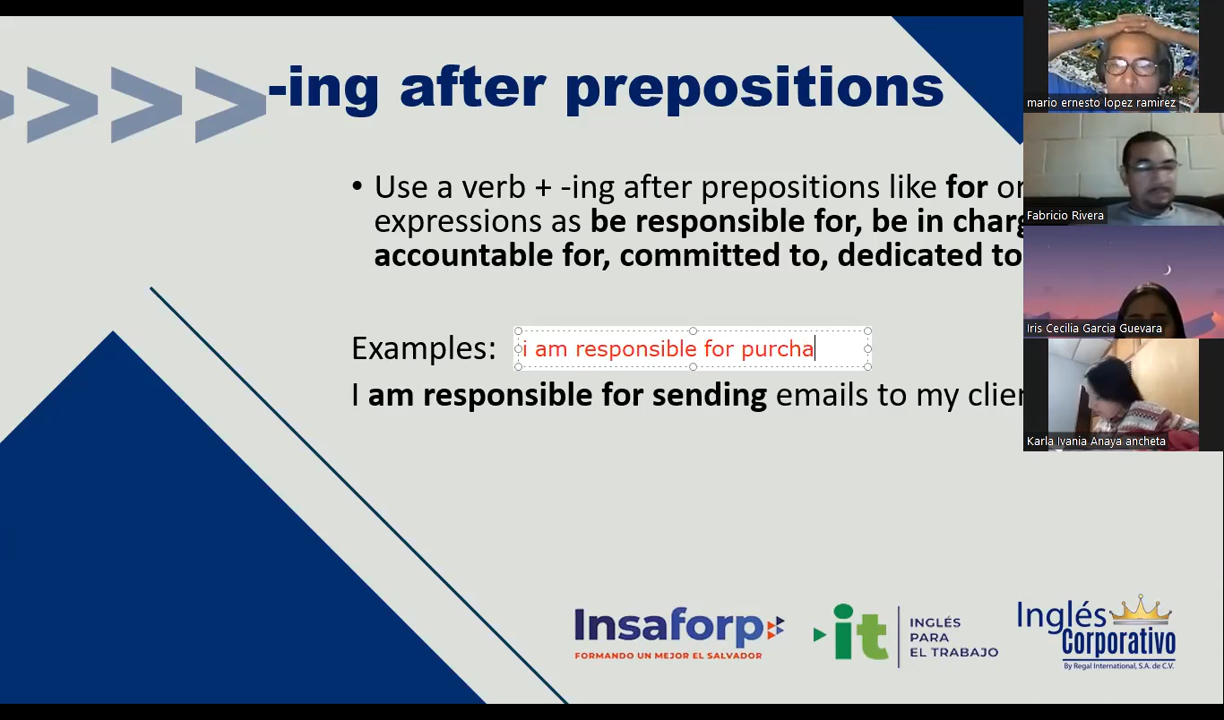 -ing after prepositions
mario ernesto lopez ramirez
• Use a verb + -ing after prepositions like for or
Fabricio Rivera
expressions as be responsible for, be in charg
accountable for, committed to, dedicated to
Iris Cecilia Garcia Guevara
Examples: i am responsible for purcha
I am responsible for sending emails to my clien
Karla Ivania Anaya ancheta
Insaforp
FORMANDO UN MEJOR EL SALVADOR
it
INGLÉS
PARA
EL TRABAJO
Inglés
Corporativo
By Regal International, S.A. de C.V.